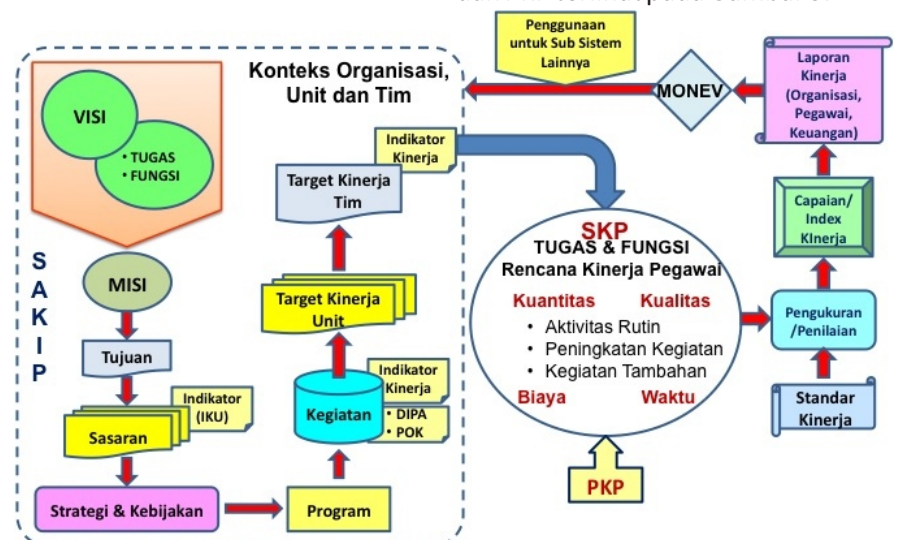 Penggunaan
untuk Sub Sistem
Lainnya
Konteks Organisasi,
Unit dan Tim
VISI
• TUGAS
• FUNGSI
MISI
Tujuan
Indikator
(IKU)
Sasaran
Strategi & Kebijakan
Program
S
A
K
I
P
Indikator
Kinerja
• DIPA
• POK
Kegiatan
Target Kinerja
Unit
Target Kinerja
Tim
Indikator
Kinerja
SKP
TUGAS & FUNGSI
Rencana Kinerja Pegawai
Kuantitas Kualitas
• Aktivitas Rutin
• Peningkatan Kegiatan
• Kegiatan Tambahan
Biaya Waktu
PKP
Standar
Kinerja
Pengukuran
/Penilaian
Capaian/
Index
KInerja
Laporan
Kinerja
(Organisasi,
Pegawai,
Keuangan)
MONEV